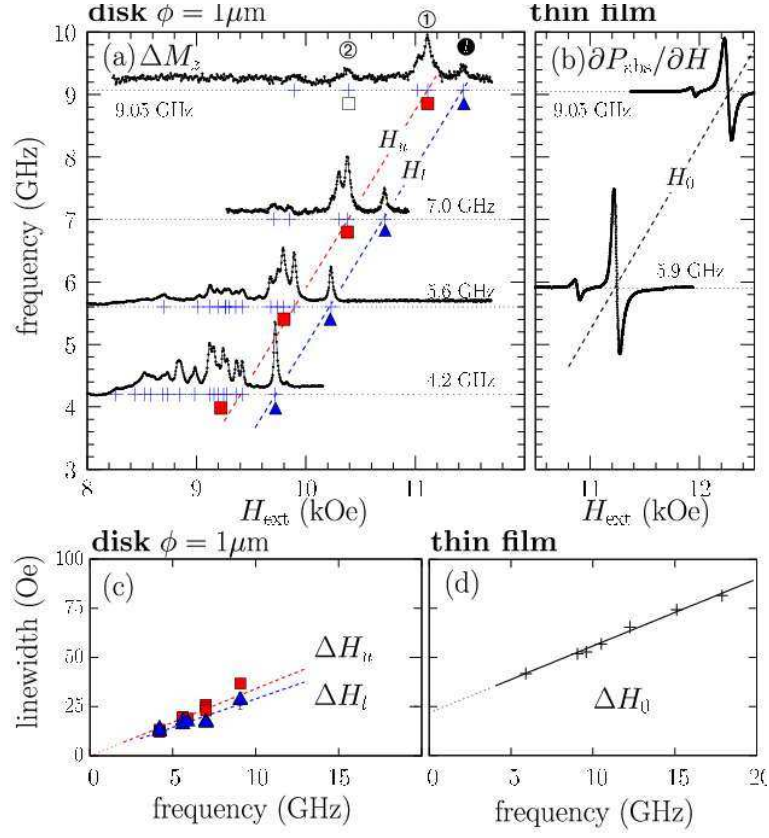 disk ϕ = 1μm
thin film
(a) ΔM_z
② ① ❶
(b) ∂P_abs/∂H
9.05 GHz
9.05 GHz
H_u
H_l
H_0
7.0 GHz
5.6 GHz
5.9 GHz
4.2 GHz
frequency (GHz)
10
9
8
7
6
5
4
3
8 9 10 11
11 12
H_ext (kOe)
H_ext (kOe)
disk ϕ = 1μm
thin film
linewidth (Oe)
100
75
50
25
0
(c)
(d)
ΔH_u
ΔH_l
ΔH_0
0 5 10 15
0 5 10 15 20
frequency (GHz)
frequency (GHz)